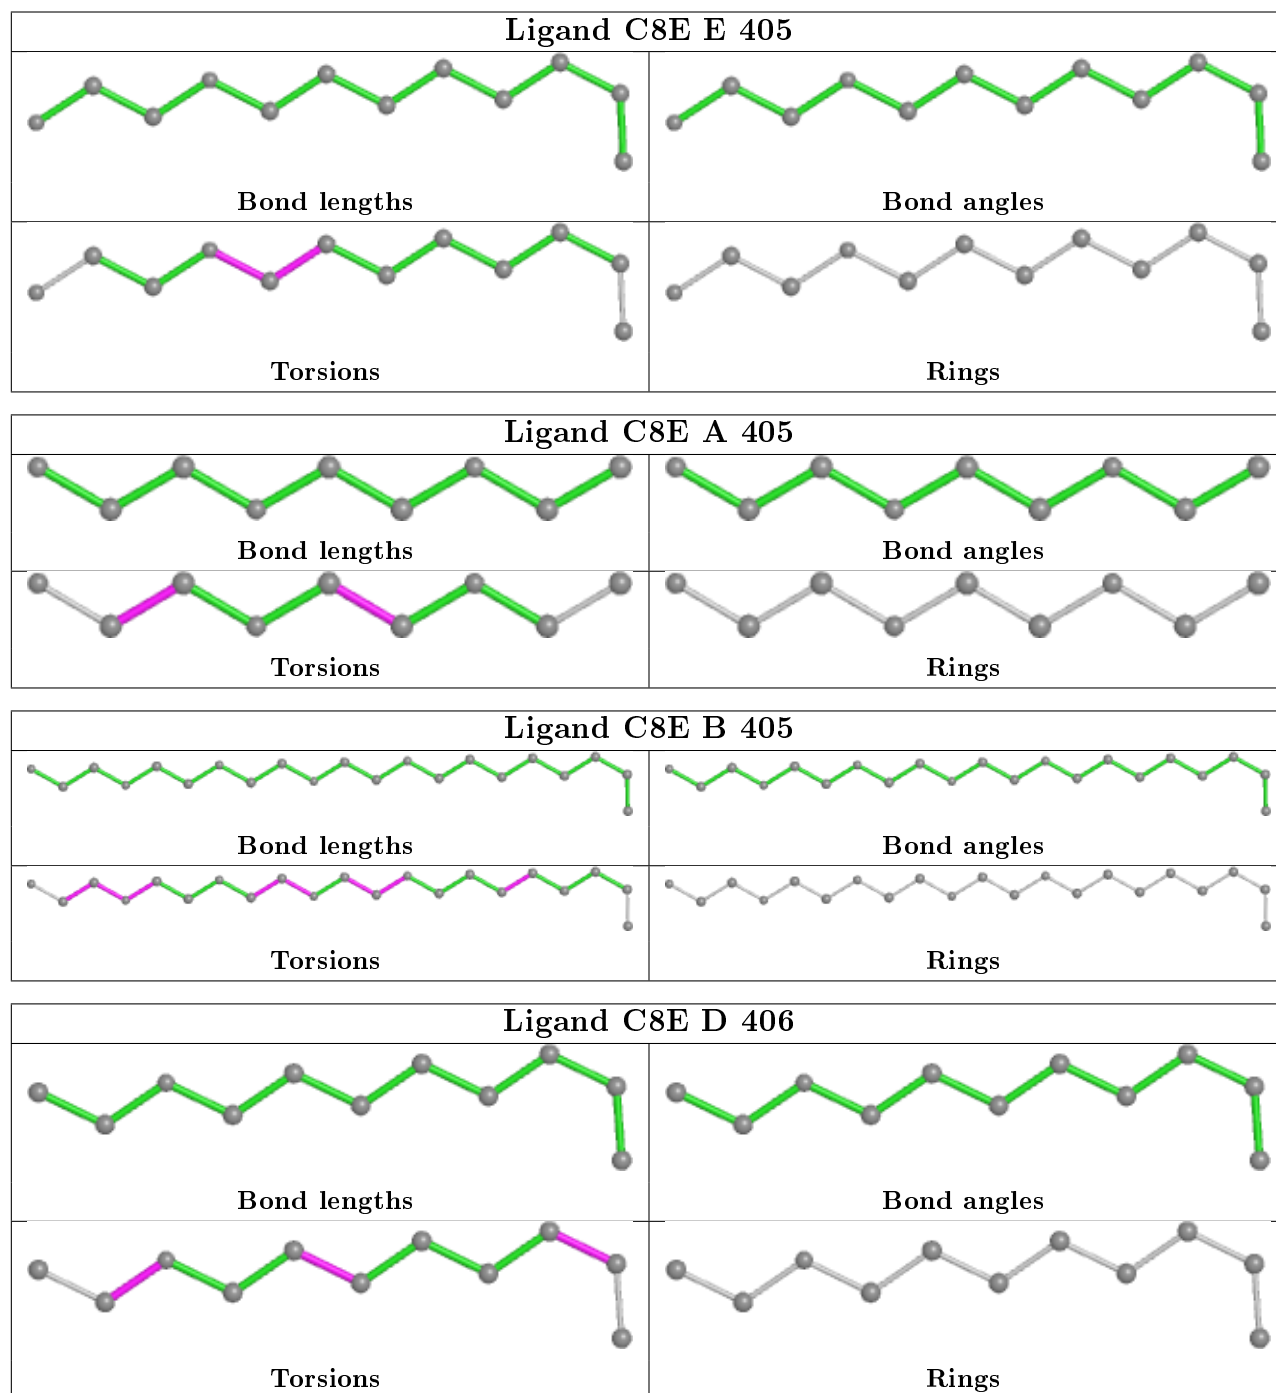 Ligand C8E E 405
Bond lengths
Bond angles
Torsions
Rings
Ligand C8E A 405
Bond lengths
Bond angles
Torsions
Rings
Ligand C8E B 405
Bond lengths
Bond angles
Torsions
Rings
Ligand C8E D 406
Bond lengths
Bond angles
Torsions
Rings